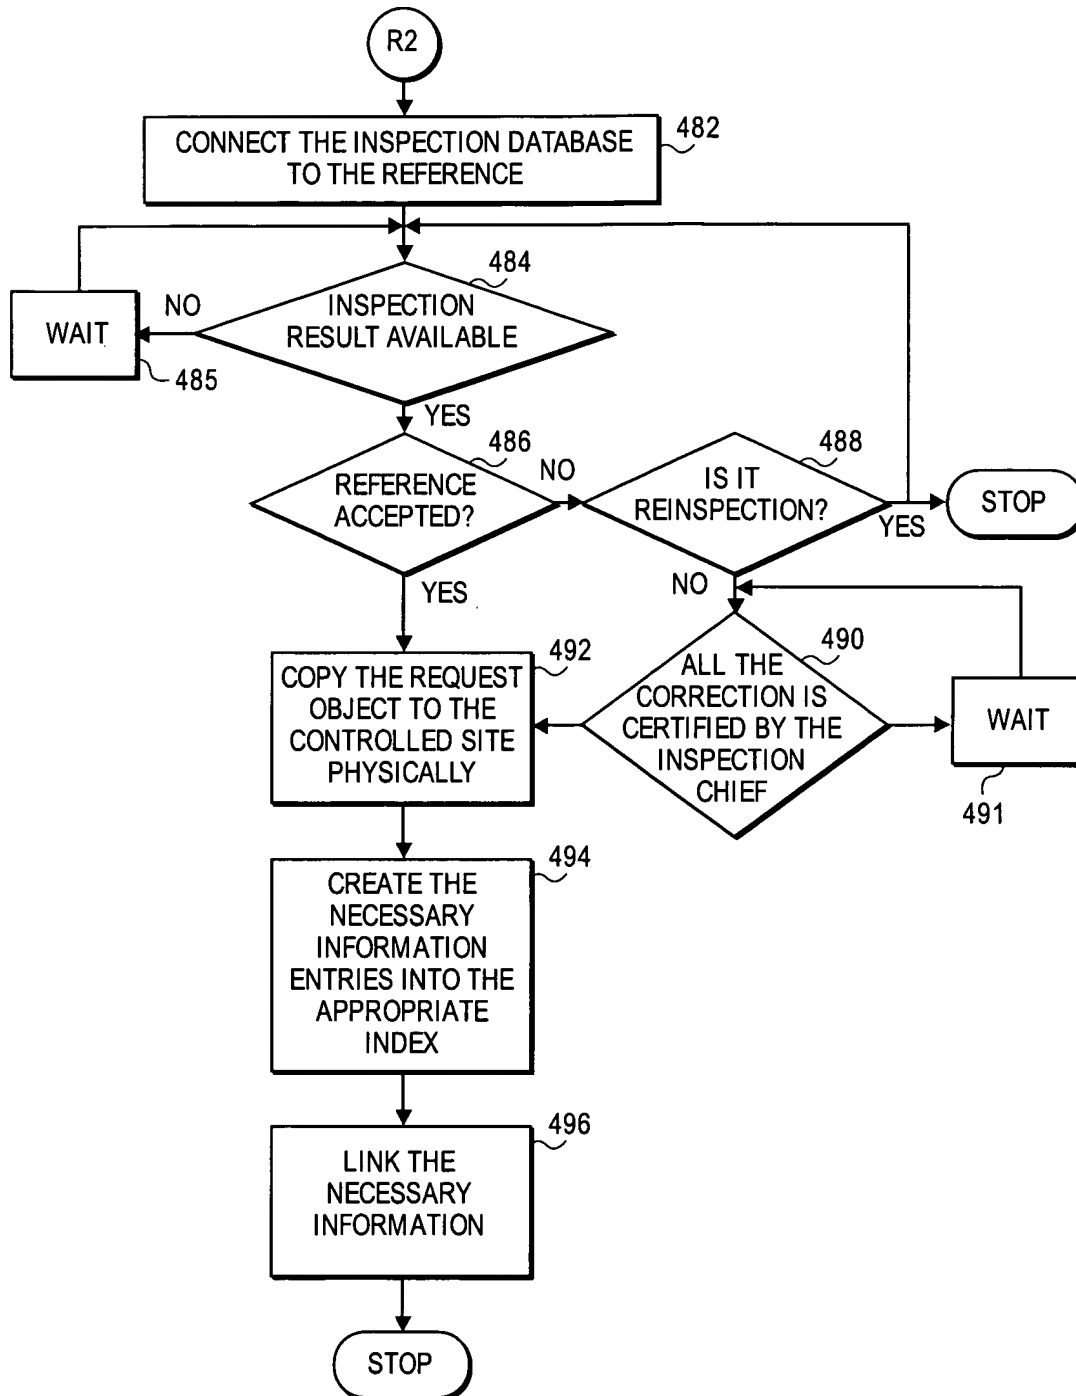 R2
CONNECT THE INSPECTION DATABASE
TO THE REFERENCE
482
484
INSPECTION
RESULT AVAILABLE
NO
WAIT
485
YES
486
REFERENCE
ACCEPTED?
NO
488
IS IT
REINSPECTION?
YES
STOP
YES
NO
490
ALL THE
CORRECTION IS
CERTIFIED BY THE
INSPECTION
CHIEF
WAIT
491
492
COPY THE REQUEST
OBJECT TO THE
CONTROLLED SITE
PHYSICALLY
494
CREATE THE
NECESSARY
INFORMATION
ENTRIES INTO THE
APPROPRIATE
INDEX
496
LINK THE
NECESSARY
INFORMATION
STOP